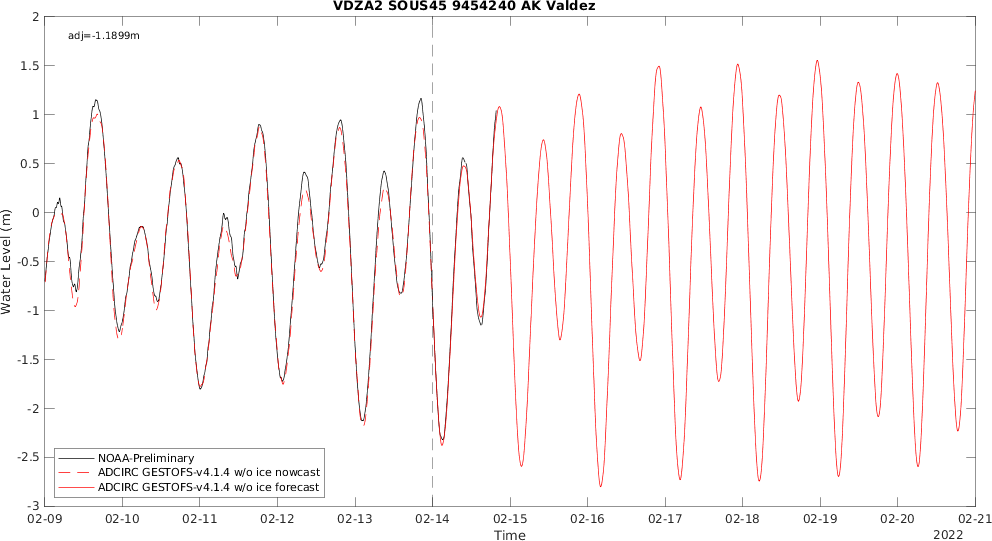 VDZA2 SOUS45 9454240 AK Valdez
adj=-1.1899m
2
1.5
1
0.5
0
-0.5
-1
-1.5
-2
-2.5
-3
Water Level (m)
NOAA-Preliminary
ADCIRC GESTOFS-v4.1.4 w/o ice nowcast
ADCIRC GESTOFS-v4.1.4 w/o ice forecast
02-09 02-10 02-11 02-12 02-13 02-14 02-15 02-16 02-17 02-18 02-19 02-20 02-21
Time
2022